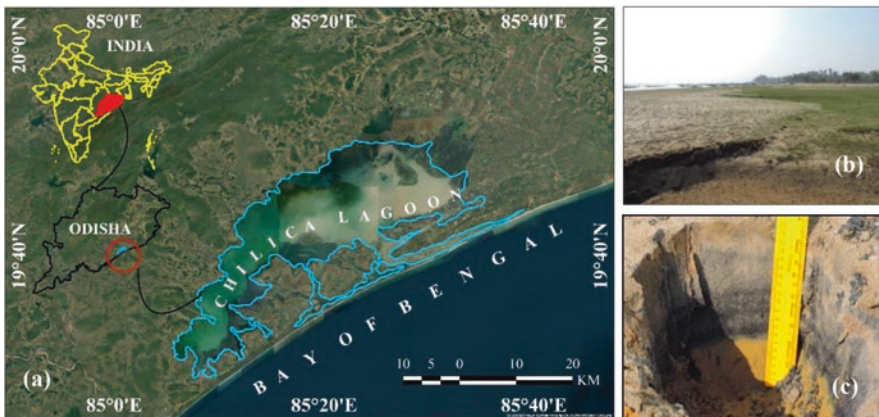 85°0'E 85°20'E 85°40'E
20°0'N
20°0'N
INDIA
(b)
ODISHA
CHILICA LAGOON
19°40'N
19°40'N
BAY OF BENGAL
10 5 0 10 20
KM
(a)
85°0'E 85°20'E 85°40'E
(c)